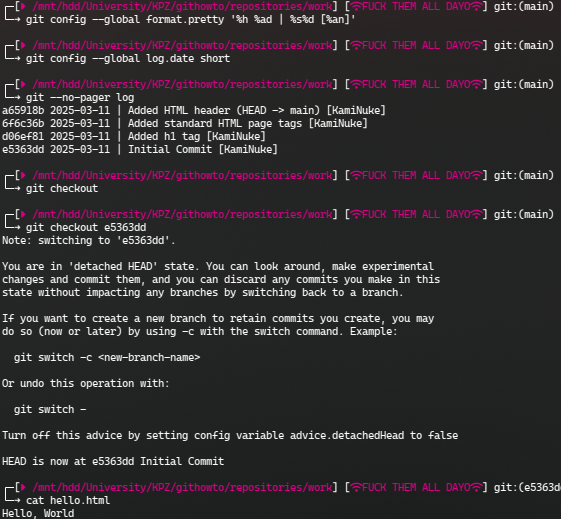 ┌─[▶ /mnt/hdd/University/KPZ/githowto/repositories/work] [FUCK THEM ALL DAYO] git:(main)
└─→ git config --global format.pretty '%h %ad | %s%d [%an]'
┌─[▶ /mnt/hdd/University/KPZ/githowto/repositories/work] [FUCK THEM ALL DAYO] git:(main)
└─→ git config --global log.date short
┌─[▶ /mnt/hdd/University/KPZ/githowto/repositories/work] [FUCK THEM ALL DAYO] git:(main)
└─→ git --no-pager log
a65918b 2025-03-11 | Added HTML header (HEAD -> main) [KamiNuke]
6f6c36b 2025-03-11 | Added standard HTML page tags [KamiNuke]
d06ef81 2025-03-11 | Added h1 tag [KamiNuke]
e5363dd 2025-03-11 | Initial Commit [KamiNuke]
┌─[▶ /mnt/hdd/University/KPZ/githowto/repositories/work] [FUCK THEM ALL DAYO] git:(main)
└─→ git checkout
┌─[▶ /mnt/hdd/University/KPZ/githowto/repositories/work] [FUCK THEM ALL DAYO] git:(main)
└─→ git checkout e5363dd
Note: switching to 'e5363dd'.
You are in 'detached HEAD' state. You can look around, make experimental
changes and commit them, and you can discard any commits you make in this
state without impacting any branches by switching back to a branch.
If you want to create a new branch to retain commits you create, you may
do so (now or later) by using -c with the switch command. Example:
git switch -c <new-branch-name>
Or undo this operation with:
git switch -
Turn off this advice by setting config variable advice.detachedHead to false
HEAD is now at e5363dd Initial Commit
┌─[▶ /mnt/hdd/University/KPZ/githowto/repositories/work] [FUCK THEM ALL DAYO] git:(e5363dd
└─→ cat hello.html
Hello, World